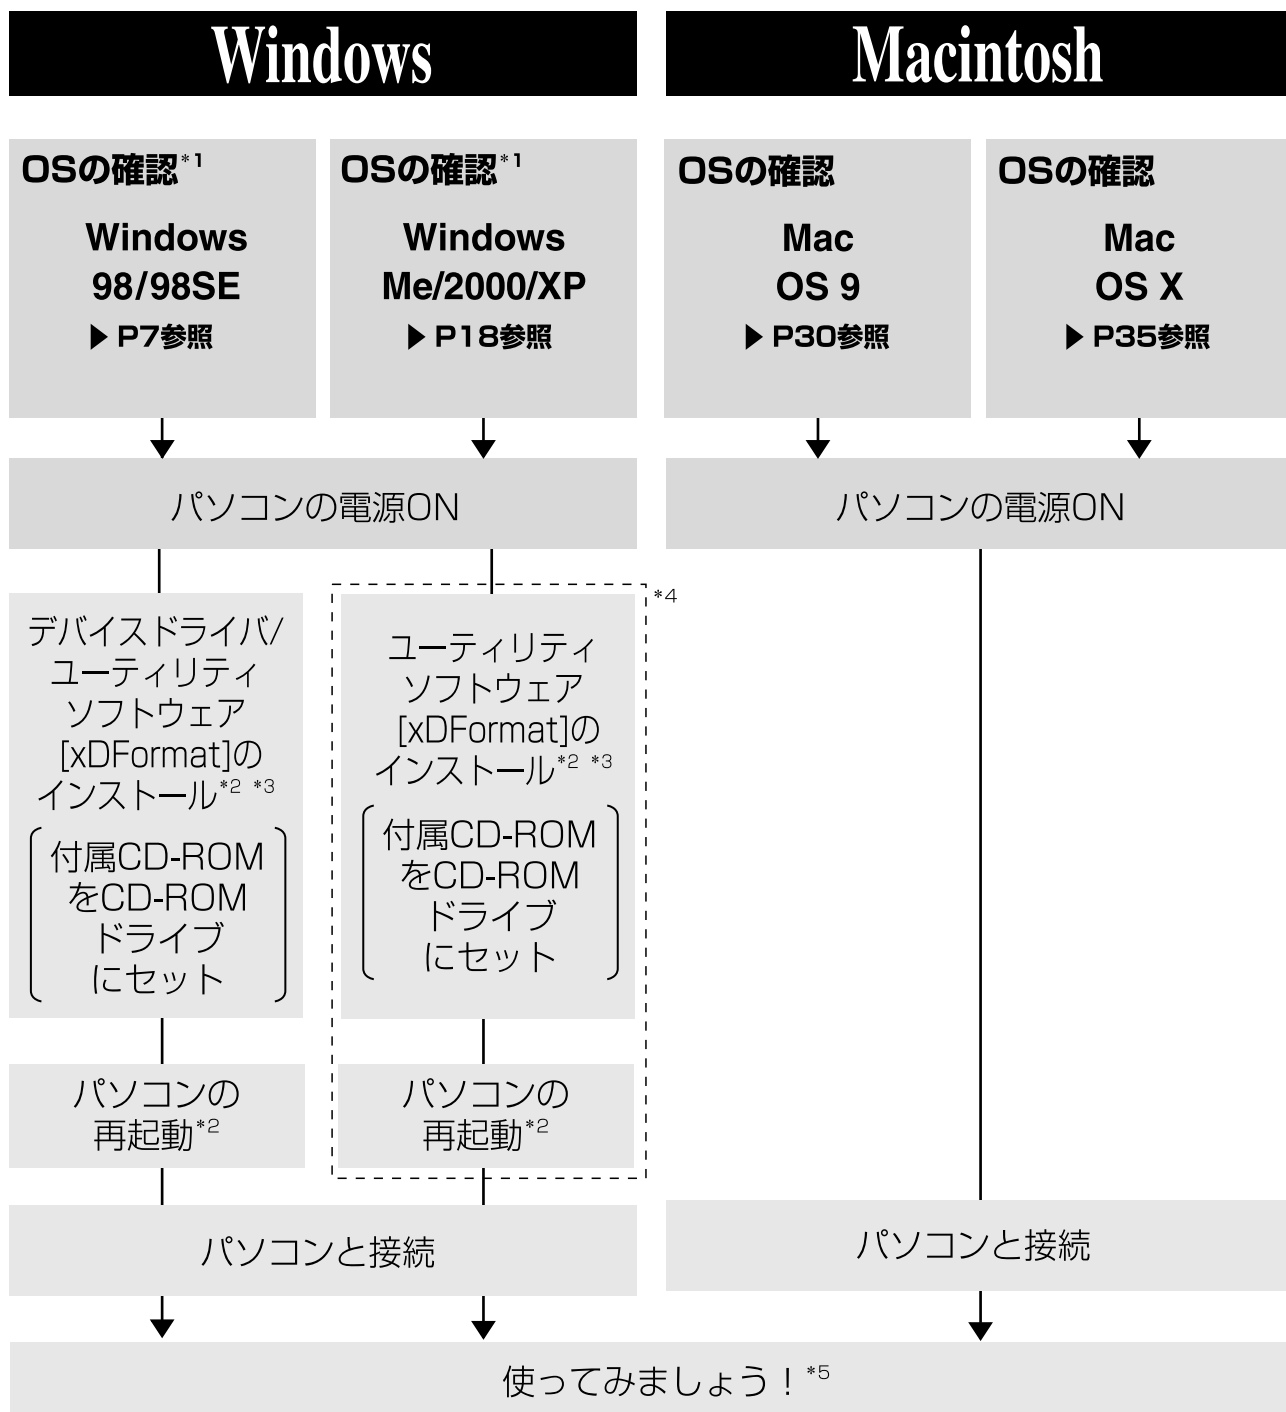 Windows
Macintosh
OSの確認*1
Windows
98/98SE
▶ P7参照
OSの確認*1
Windows
Me/2000/XP
▶ P18参照
OSの確認
Mac
OS 9
▶ P30参照
OSの確認
Mac
OS X
▶ P35参照
パソコンの電源ON
パソコンの電源ON
デバイスドライバ/
ユーティリティ
ソフトウェア
[xDFormat]の
インストール*2 *3
付属CD-ROM
をCD-ROM
ドライブ
にセット
*4
ユーティリティ
ソフトウェア
[xDFormat]の
インストール*2 *3
付属CD-ROM
をCD-ROM
ドライブ
にセット
パソコンの
再起動*2
パソコンの
再起動*2
パソコンと接続
パソコンと接続
使ってみましょう！*5